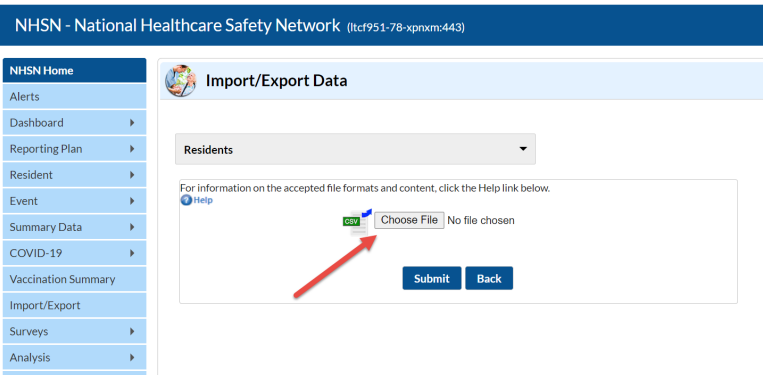 NHSN - National Healthcare Safety Network (ltcf951-78-xpnxm:443)
NHSN Home
Alerts
Dashboard
Reporting Plan
Resident
Event
Summary Data
COVID-19
Vaccination Summary
Import/Export
Surveys
Analysis
Import/Export Data
Residents
For information on the accepted file formats and content, click the Help link below.
Help
CSV Choose File No file chosen
Submit Back